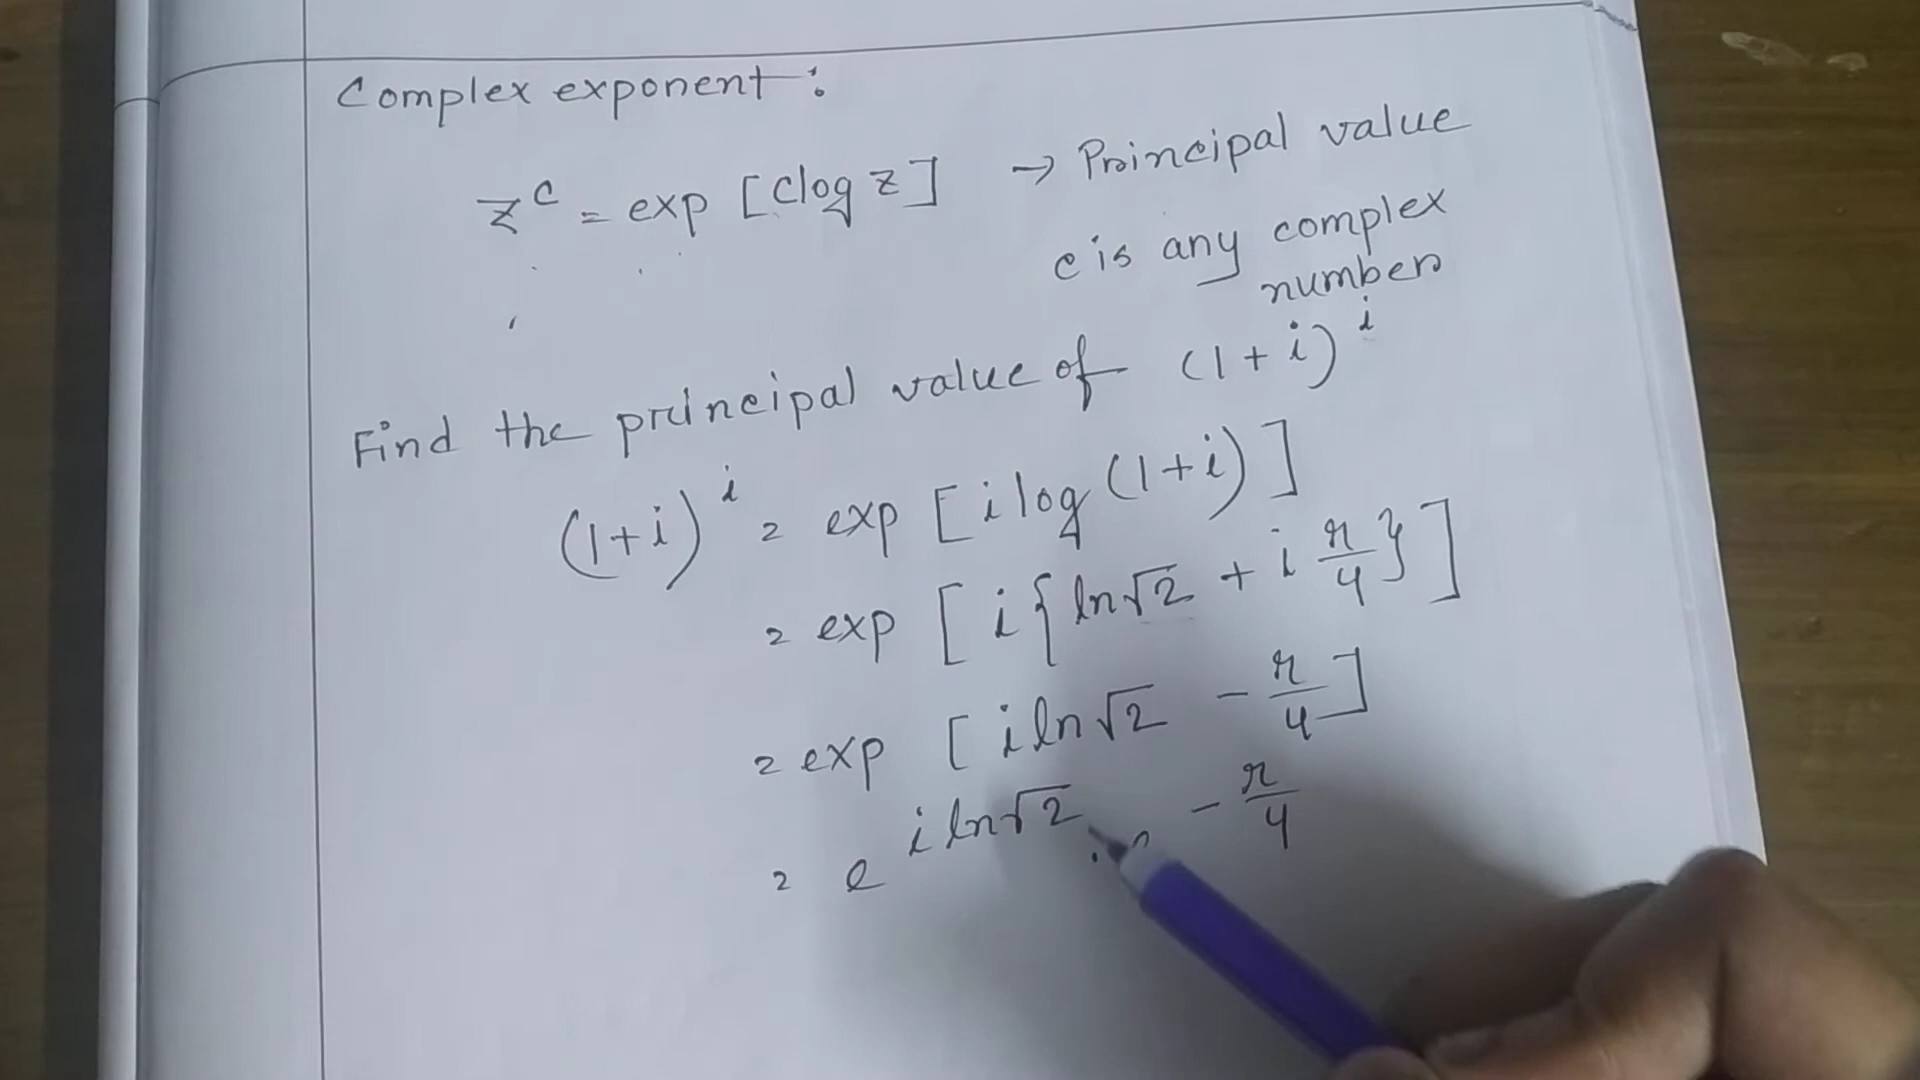 Complex exponent :
z^c = exp [c log z] → Principal value
c is any complex
number
Find the principal value of (1+i)^i
(1+i)^i = exp [i log (1+i)]
= exp [i {ln√2 + i π/4}]
= exp [i ln√2 - π/4]
= e^(i ln√2) . e^(-π/4)